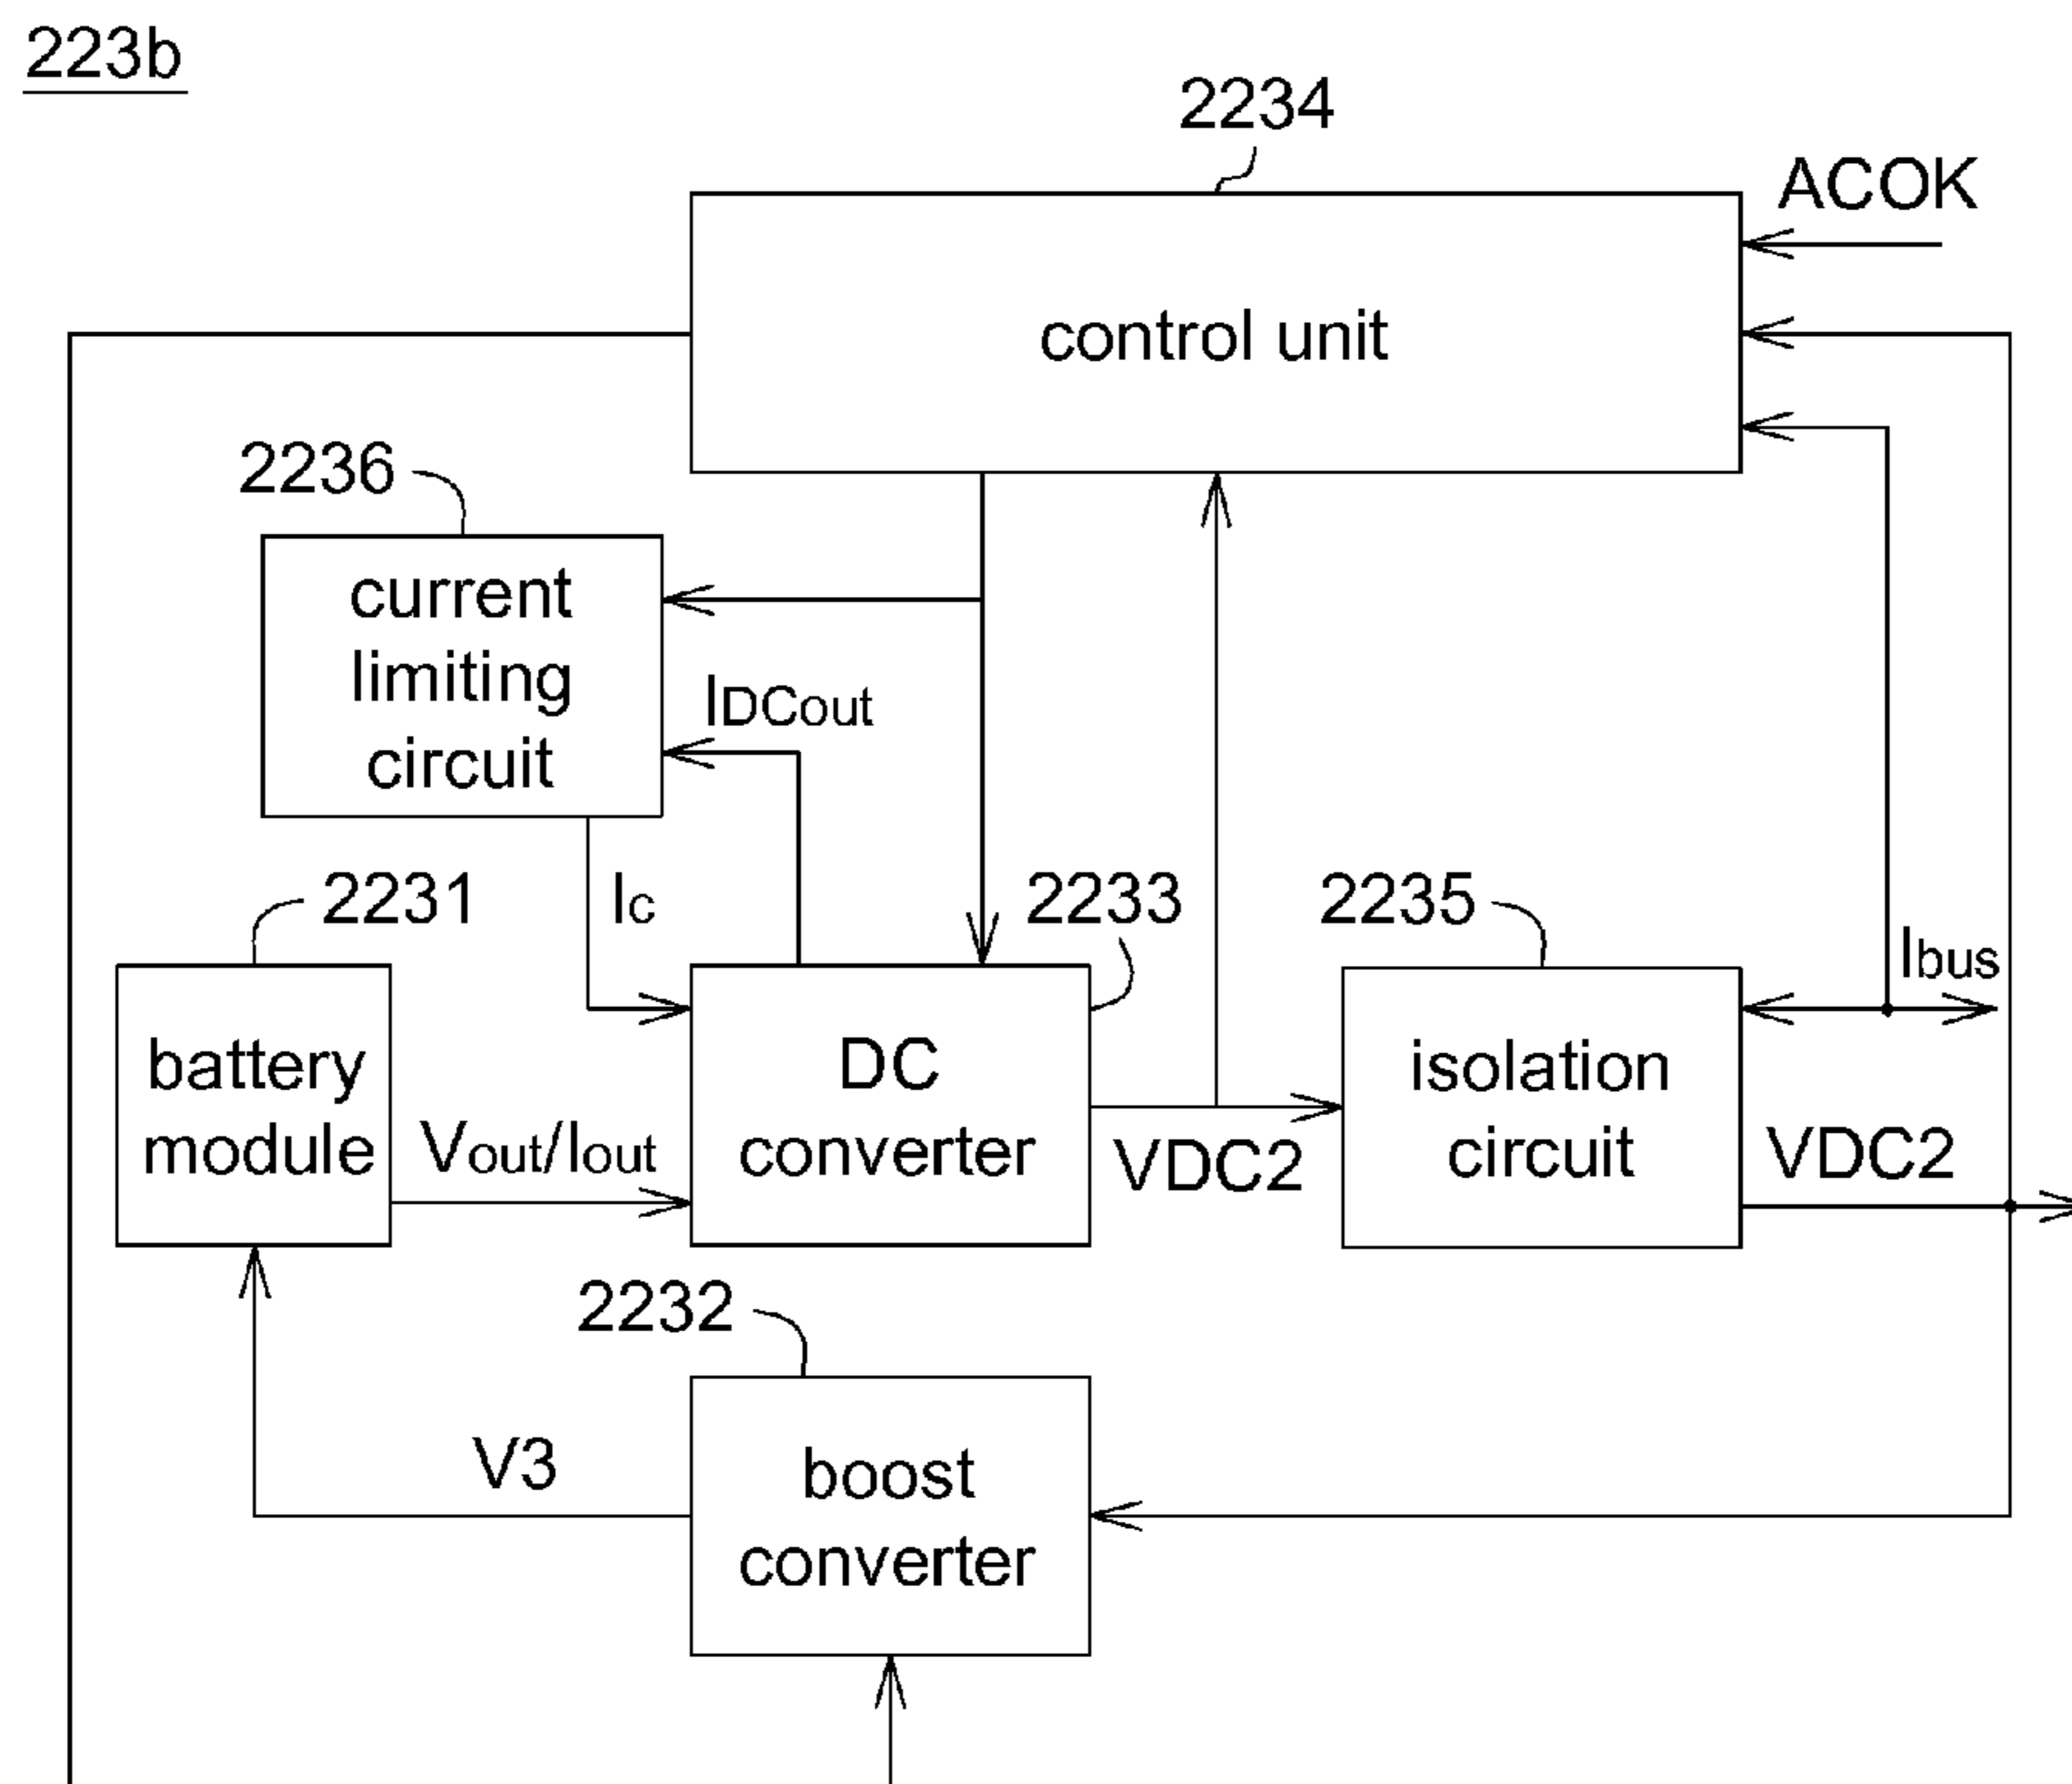 223b
2234
ACOK
control unit
2236
current
limiting
circuit
IDCout
2231
Ic
2233
2235
Ibus
battery
module
Vout/Iout
DC
converter
VDC2
isolation
circuit
VDC2
2232
V3
boost
converter